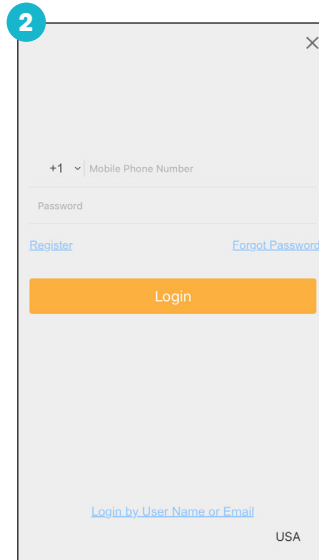 2
+1 Mobile Phone Number
Password
Register Forgot Password
Login
Login by User Name or Email
USA